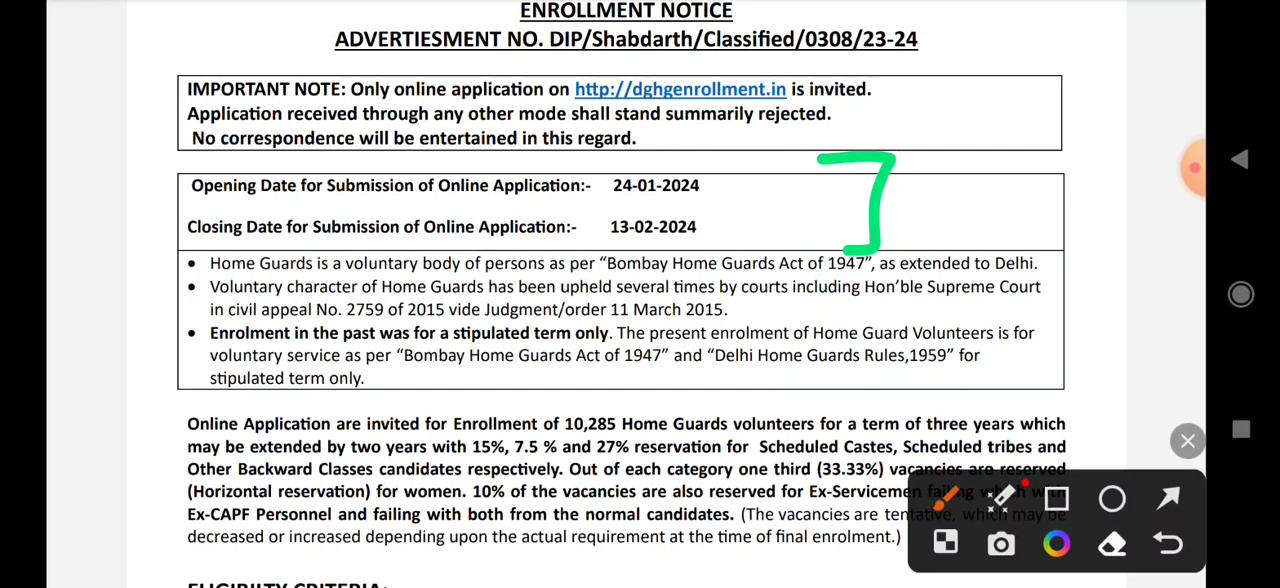 ENROLLMENT NOTICE
ADVERTIESMENT NO. DIP/Shabdarth/Classified/0308/23-24
IMPORTANT NOTE: Only online application on http://dghgenrollment.in is invited.
Application received through any other mode shall stand summarily rejected.
No correspondence will be entertained in this regard.
Opening Date for Submission of Online Application:- 24-01-2024
Closing Date for Submission of Online Application:- 13-02-2024
• Home Guards is a voluntary body of persons as per “Bombay Home Guards Act of 1947”, as extended to Delhi.
• Voluntary character of Home Guards has been upheld several times by courts including Hon’ble Supreme Court
in civil appeal No. 2759 of 2015 vide Judgment/order 11 March 2015.
• Enrolment in the past was for a stipulated term only. The present enrolment of Home Guard Volunteers is for
voluntary service as per “Bombay Home Guards Act of 1947” and “Delhi Home Guards Rules,1959” for
stipulated term only.
Online Application are invited for Enrollment of 10,285 Home Guards volunteers for a term of three years which
may be extended by two years with 15%, 7.5 % and 27% reservation for Scheduled Castes, Scheduled tribes and
Other Backward Classes candidates respectively. Out of each category one third (33.33%) vacancies are reserved
(Horizontal reservation) for women. 10% of the vacancies are also reserved for Ex-Servicemen failing which with
Ex-CAPF Personnel and failing with both from the normal candidates. (The vacancies are tentative, which may be
decreased or increased depending upon the actual requirement at the time of final enrolment.)
ELIGIBILTY CRITERIA: